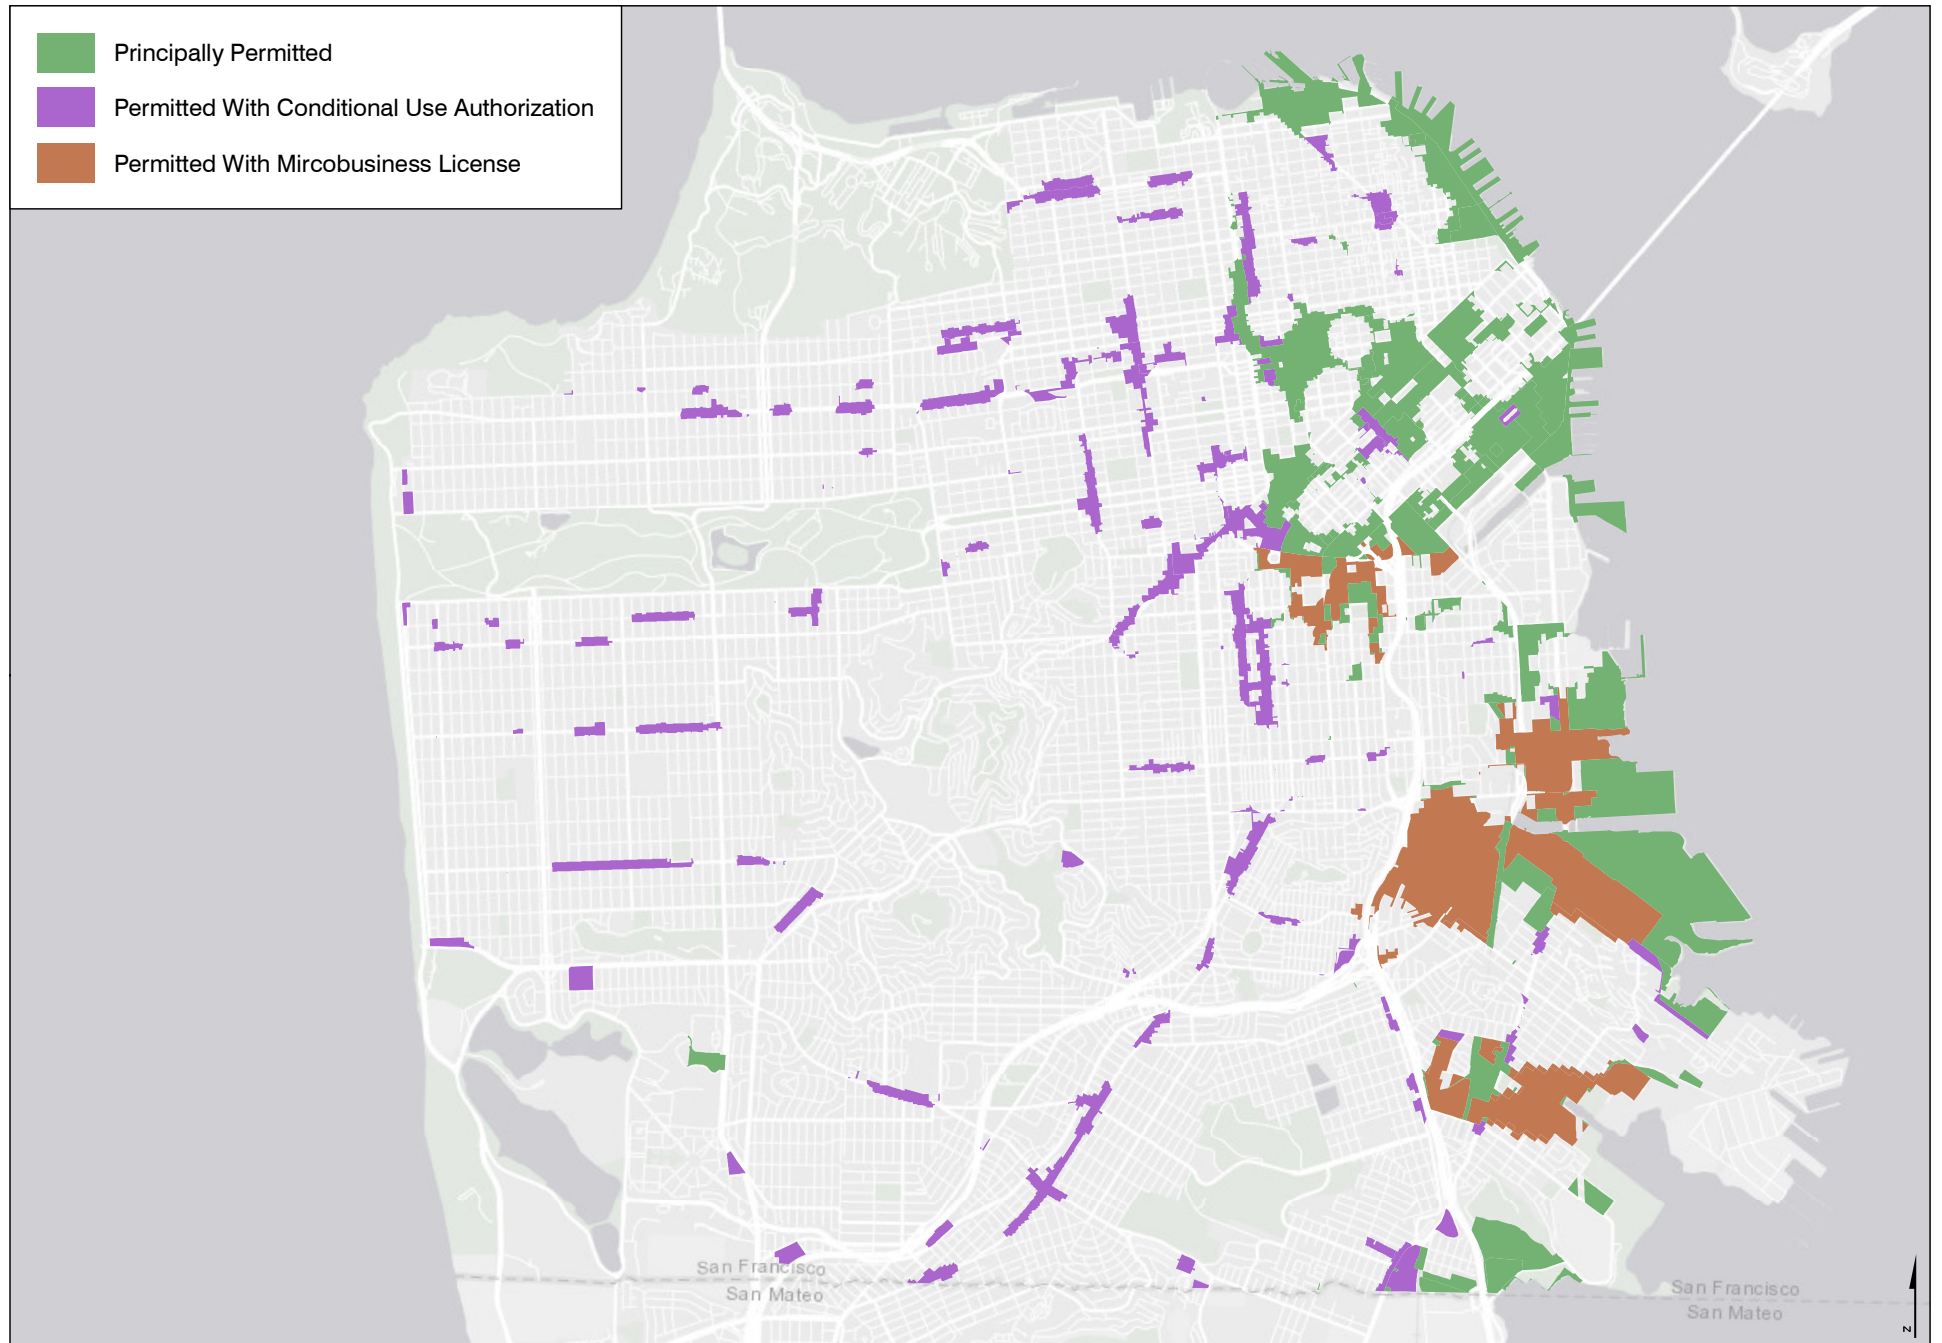 Principally Permitted
Permitted With Conditional Use Authorization
Permitted With Mircobusiness License
San Francisco
San Mateo
San Francisco
San Mateo
N